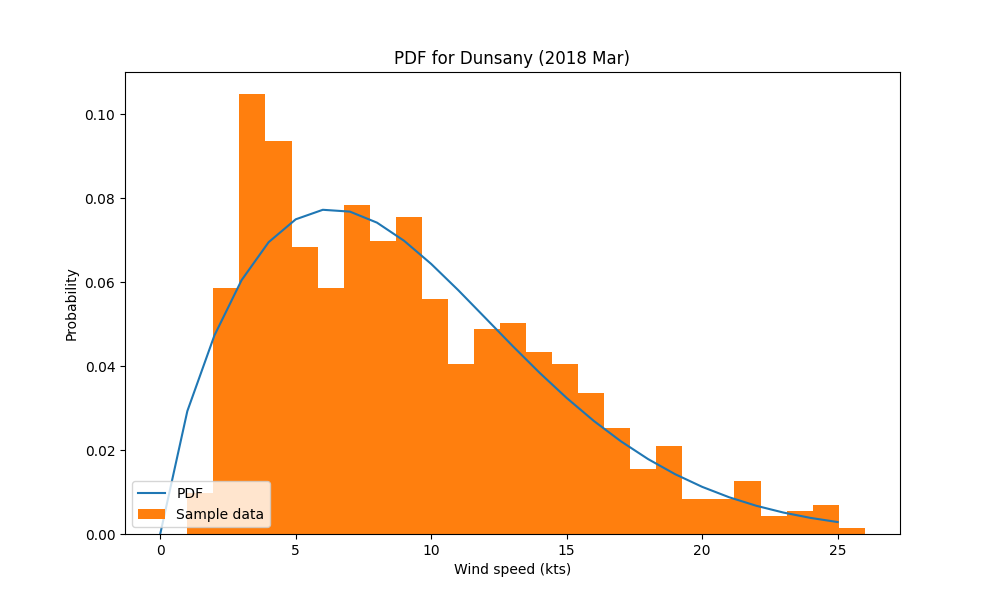 PDF for Dunsany (2018 Mar)
0.10
0.08
0.06
0.04
0.02
0.00
Probability
PDF
Sample data
0 5 10 15 20 25
Wind speed (kts)